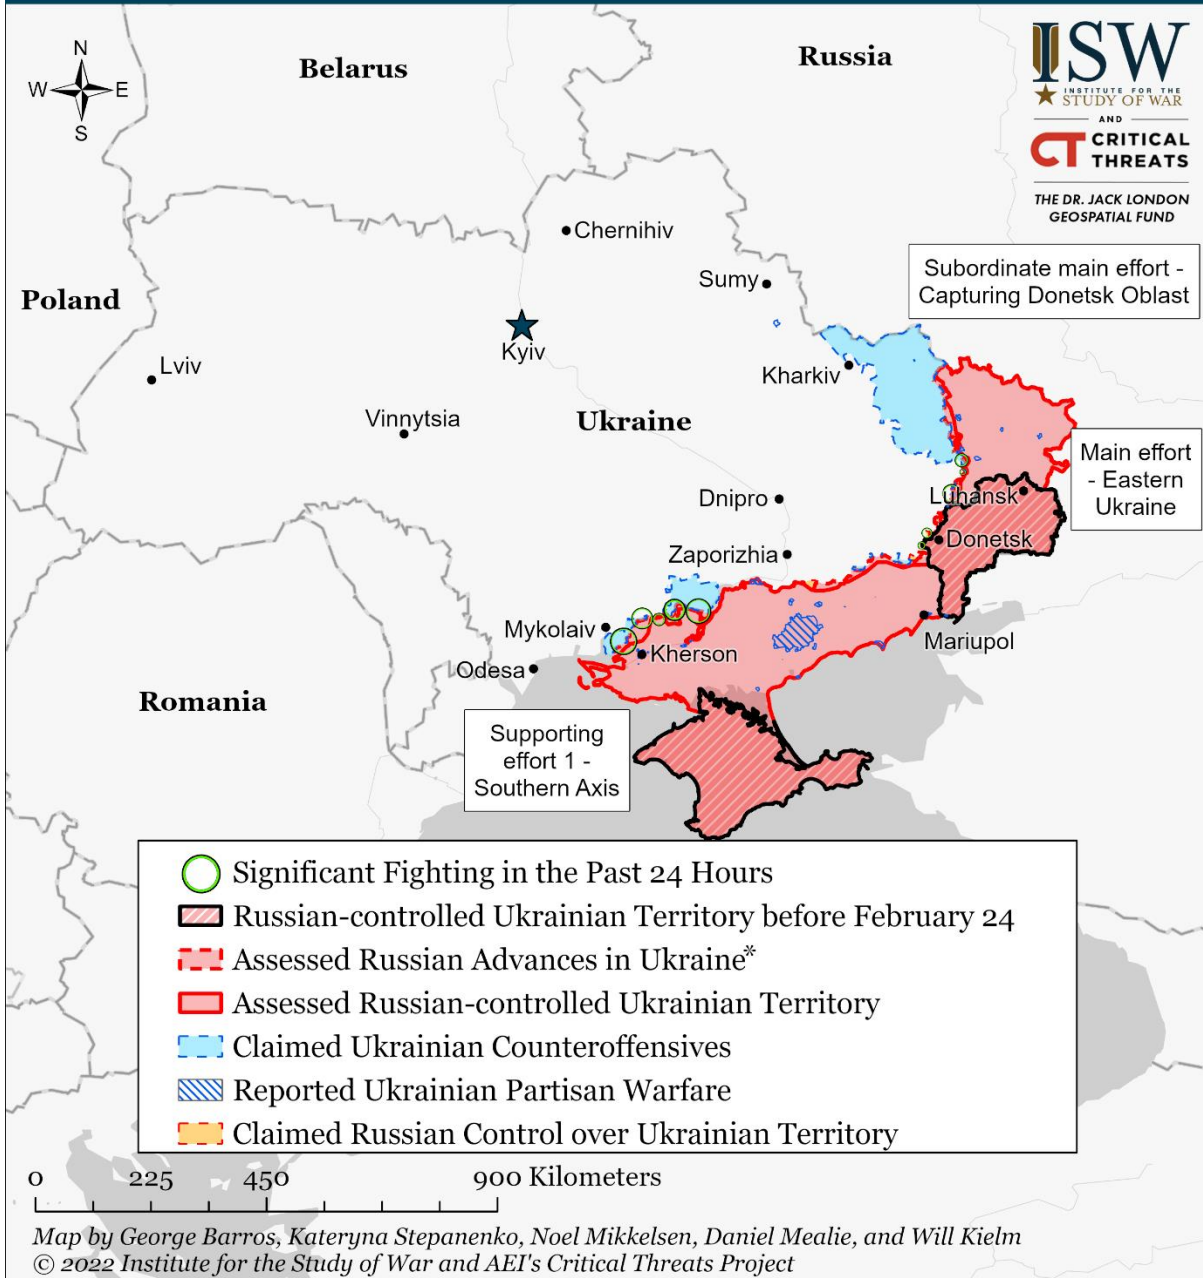 N
W E
S
Belarus
Russia
ISW
INSTITUTE FOR THE
STUDY OF WAR
AND
CT CRITICAL
THREATS
THE DR. JACK LONDON
GEOSPATIAL FUND
Chernihiv
Sumy
Subordinate main effort -
Capturing Donetsk Oblast
Poland
Kyiv
Lviv
Kharkiv
Vinnytsia
Ukraine
Main effort
- Eastern
Ukraine
Dnipro
Luhansk
Donetsk
Zaporizhia
Mykolaiv
Kherson
Mariupol
Odesa
Romania
Supporting
effort 1 -
Southern Axis
Significant Fighting in the Past 24 Hours
Russian-controlled Ukrainian Territory before February 24
Assessed Russian Advances in Ukraine*
Assessed Russian-controlled Ukrainian Territory
Claimed Ukrainian Counteroffensives
Reported Ukrainian Partisan Warfare
Claimed Russian Control over Ukrainian Territory
0 225 450 900 Kilometers
Map by George Barros, Kateryna Stepanenko, Noel Mikkelsen, Daniel Mealie, and Will Kielm
© 2022 Institute for the Study of War and AEI's Critical Threats Project